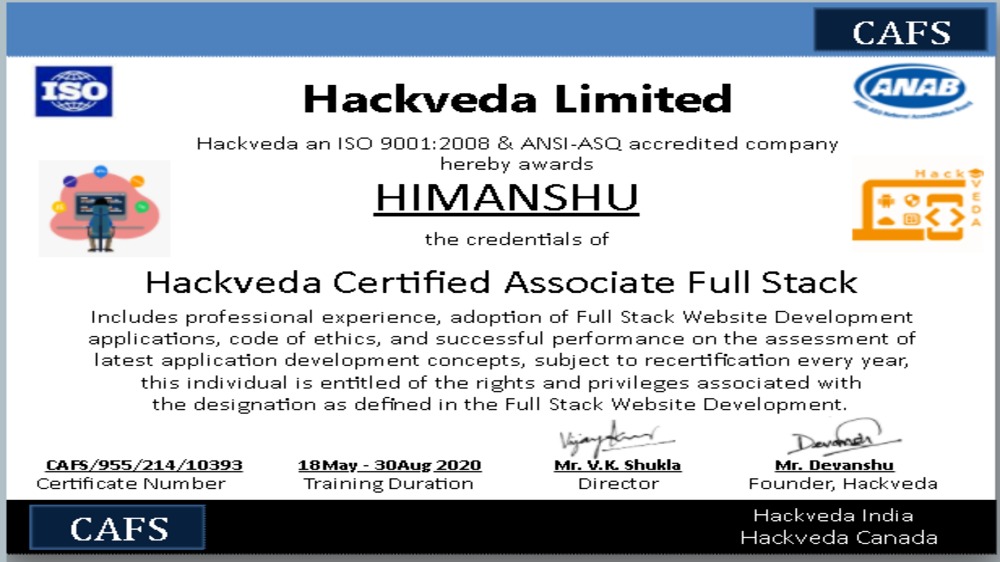 CAFS
ISO
ANAB
Hackveda Limited
Hackveda an ISO 9001:2008 & ANSI-ASQ accredited company
hereby awards
HIMANSHU
Hack
VEDA
the credentials of
Hackveda Certified Associate Full Stack
Includes professional experience, adoption of Full Stack Website Development
applications, code of ethics, and successful performance on the assessment of
latest application development concepts, subject to recertification every year,
this individual is entitled of the rights and privileges associated with
the designation as defined in the Full Stack Website Development.
CAFS/955/214/10393
Certificate Number
18May - 30Aug 2020
Training Duration
Mr. V.K. Shukla
Director
Devansh
Mr. Devanshu
Founder, Hackveda
CAFS
Hackveda India
Hackveda Canada